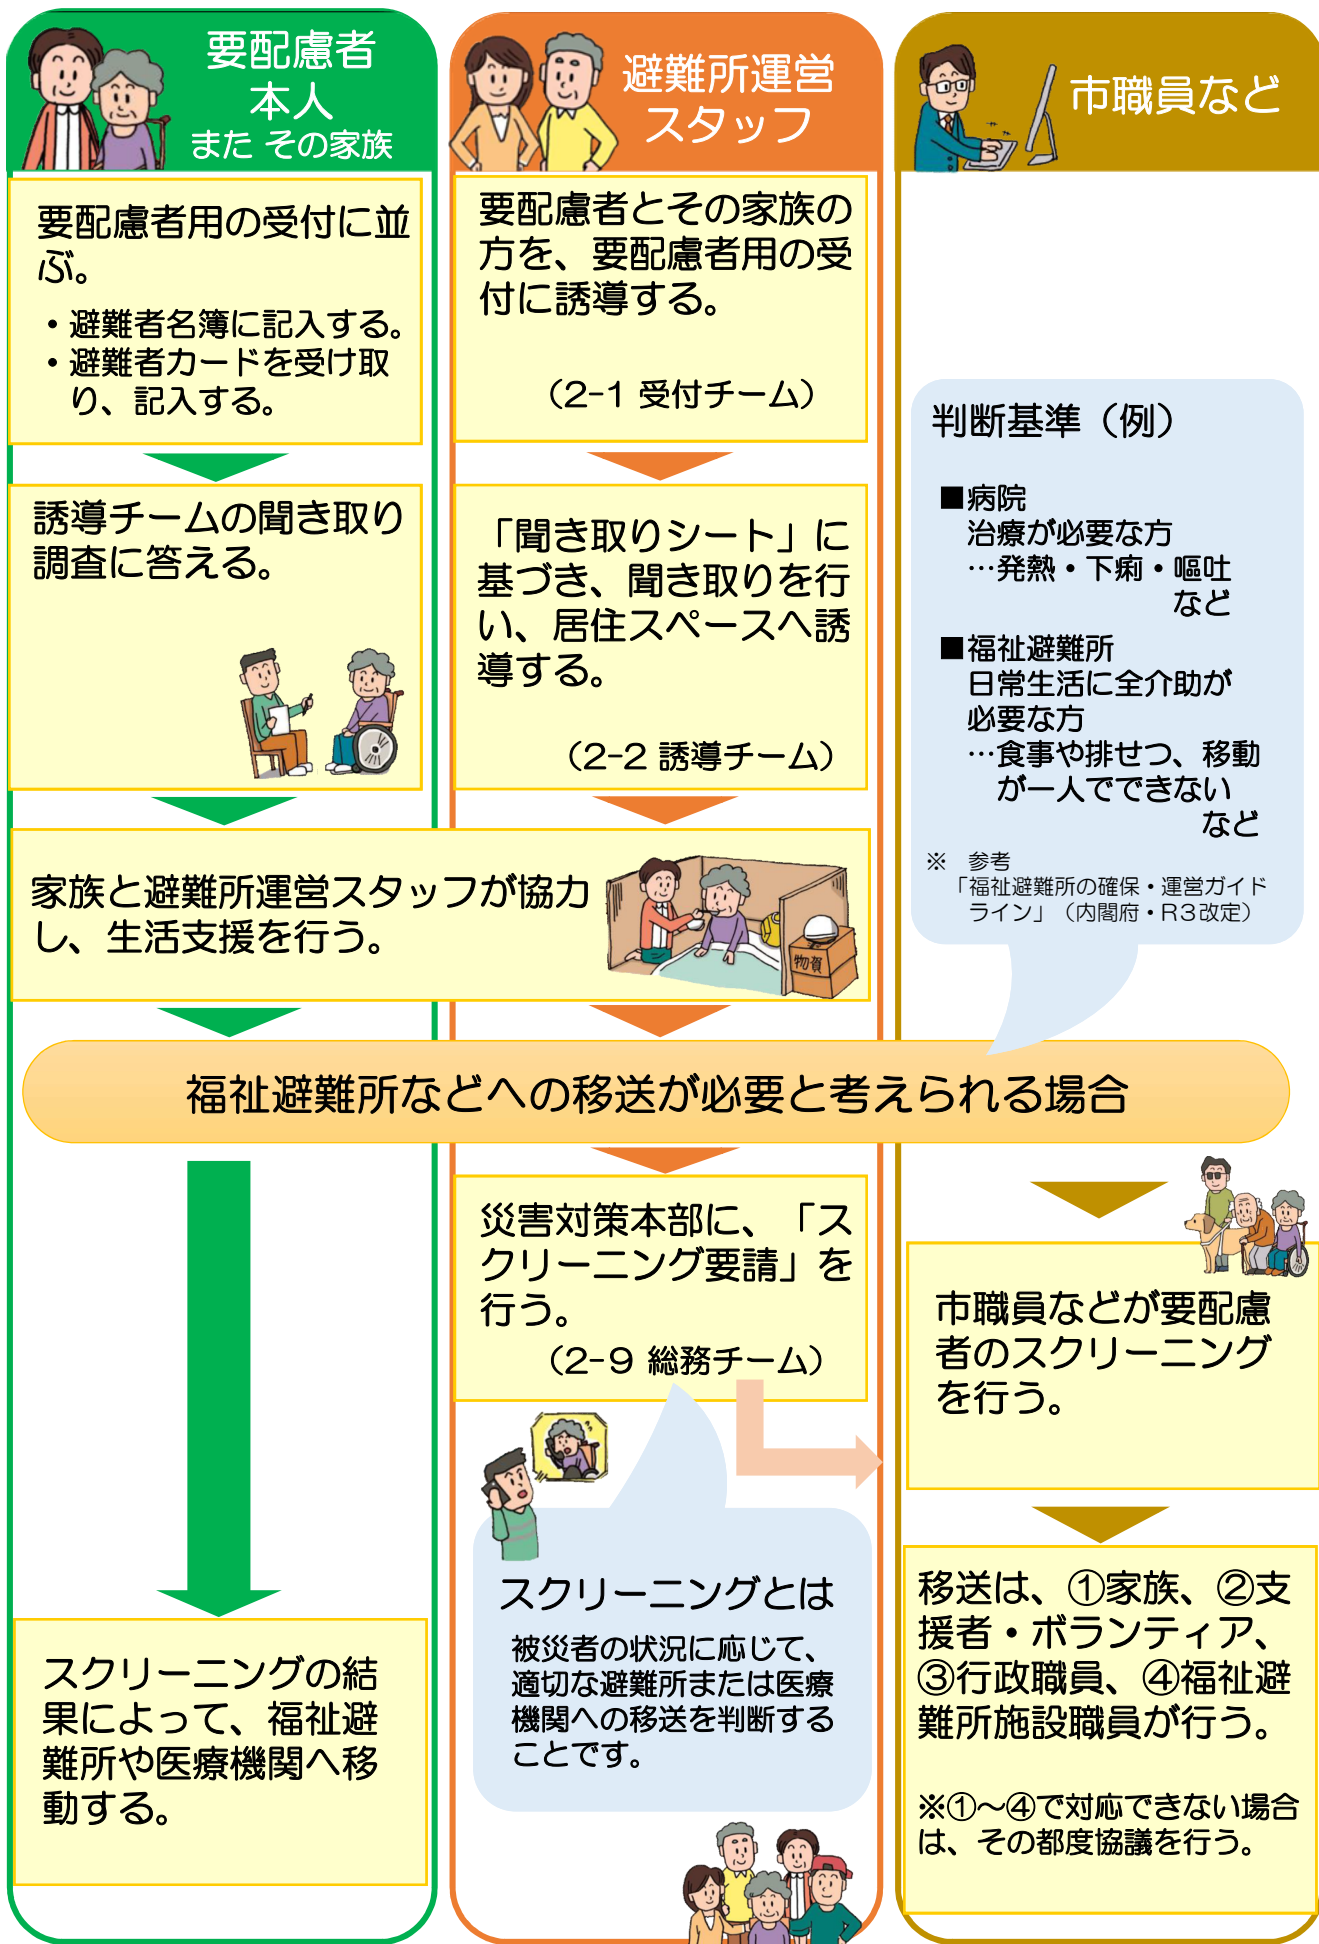 要配慮者
本人
また その家族
要配慮者用の受付に並
ぶ。
・避難者名簿に記入する。
・避難者カードを受け取
り、記入する。
誘導チームの聞き取り
調査に答える。
避難所運営
スタッフ
要配慮者とその家族の
方を、要配慮者用の受
付に誘導する。
（2-1 受付チーム）
「聞き取りシート」に
基づき、聞き取りを行
い、居住スペースへ誘
導する。
（2-2 誘導チーム）
家族と避難所運営スタッフが協力
し、生活支援を行う。
物資
市職員など
判断基準（例）
■病院
治療が必要な方
…発熱・下痢・嘔吐
など
■福祉避難所
日常生活に全介助が
必要な方
…食事や排せつ、移動
が一人でできない
など
※　参考
「福祉避難所の確保・運営ガイド
ライン」（内閣府・R３改定）
福祉避難所などへの移送が必要と考えられる場合
スクリーニングの結
果によって、福祉避
難所や医療機関へ移
動する。
災害対策本部に、「ス
クリーニング要請」を
行う。
（2-9 総務チーム）
スクリーニングとは
被災者の状況に応じて、
適切な避難所または医療
機関への移送を判断する
ことです。
市職員などが要配慮
者のスクリーニング
を行う。
移送は、①家族、②支
援者・ボランティア、
③行政職員、④福祉避
難所施設職員が行う。
※①～④で対応できない場合
は、その都度協議を行う。